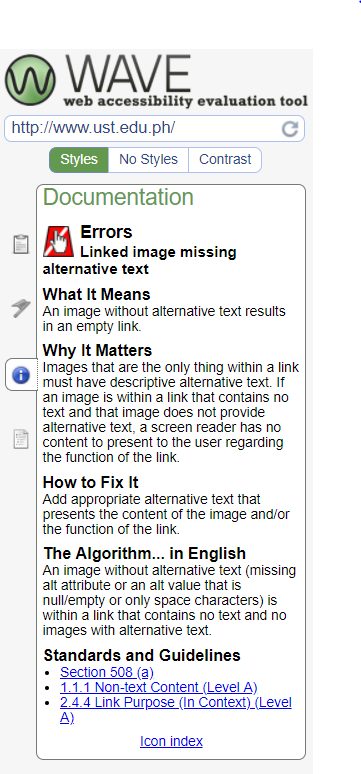 WAVE
web accessibility evaluation tool
http://www.ust.edu.ph/
Styles No Styles Contrast
Documentation
Errors
Linked image missing
alternative text
What It Means
An image without alternative text results
in an empty link.
Why It Matters
Images that are the only thing within a link
must have descriptive alternative text. If
an image is within a link that contains no
text and that image does not provide
alternative text, a screen reader has no
content to present to the user regarding
the function of the link.
How to Fix It
Add appropriate alternative text that
presents the content of the image and/or
the function of the link.
The Algorithm... in English
An image without alternative text (missing
alt attribute or an alt value that is
null/empty or only space characters) is
within a link that contains no text and no
images with alternative text.
Standards and Guidelines
• Section 508 (a)
• 1.1.1 Non-text Content (Level A)
• 2.4.4 Link Purpose (In Context) (Level
A)
Icon index